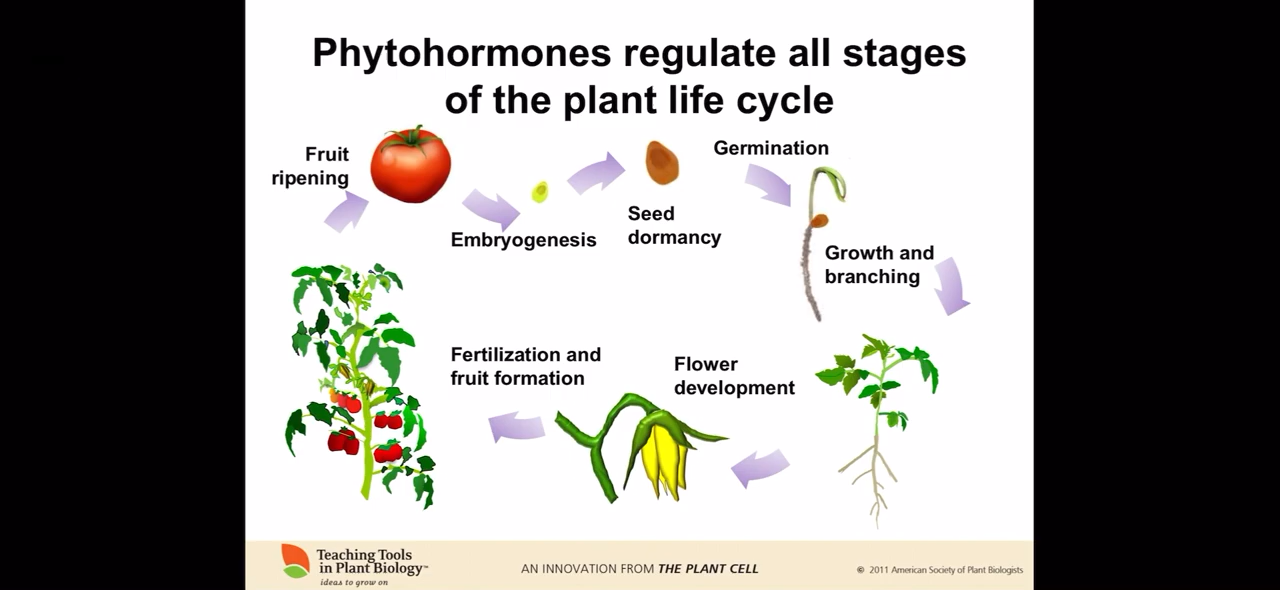 Phytohormones regulate all stages
of the plant life cycle
Fruit
ripening
Embryogenesis
Seed
dormancy
Germination
Growth and
branching
Flower
development
Fertilization and
fruit formation
Teaching Tools
in Plant Biology™
ideas to grow on
AN INNOVATION FROM THE PLANT CELL
© 2011 American Society of Plant Biologists